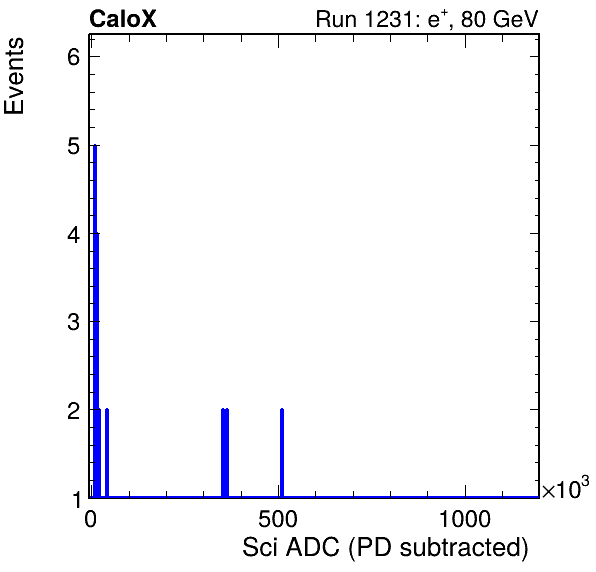 CaloX Run 1231: e⁺, 80 GeV
Events
6
5
4
3
2
1
0 500 1000 ×10³
Sci ADC (PD subtracted)